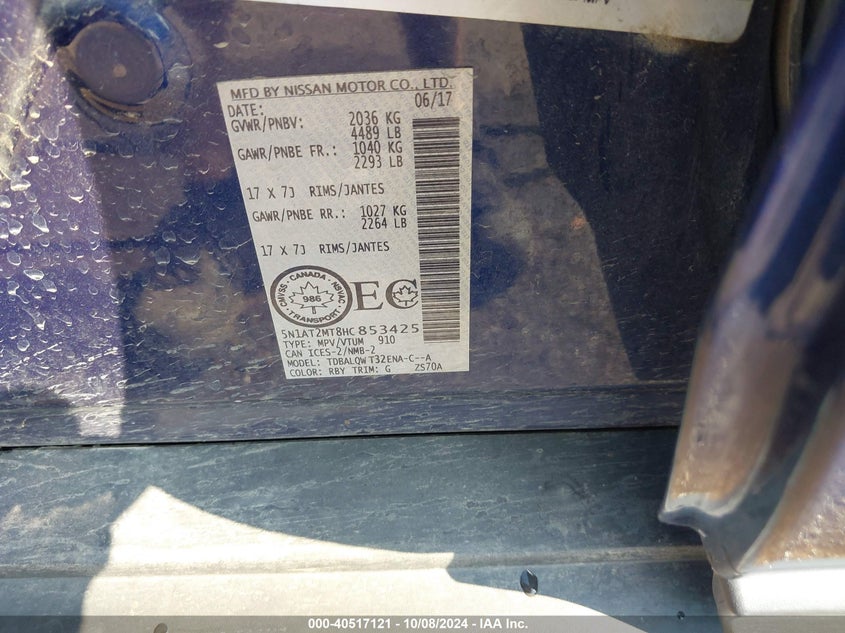 MFD BY NISSAN MOTOR CO., LTD.
DATE: 06/17
GVWR/PNBV: 2036 KG
4489 LB
GAWR/PNBE FR.: 1040 KG
2293 LB
17 X 7J RIMS/JANTES
GAWR/PNBE RR.: 1027 KG
2264 LB
17 X 7J RIMS/JANTES
CMVSS · CANADA · NSVAC
986
TRANSPORT
EC
5N1AT2MT8HC853425
TYPE: MPV/VTUM 910
CAN ICES-2/NMB-2
MODEL: TDBALQWT32ENA-C--A
COLOR: RBY TRIM: G ZS70A
000-40517121 - 10/08/2024 - IAA Inc.